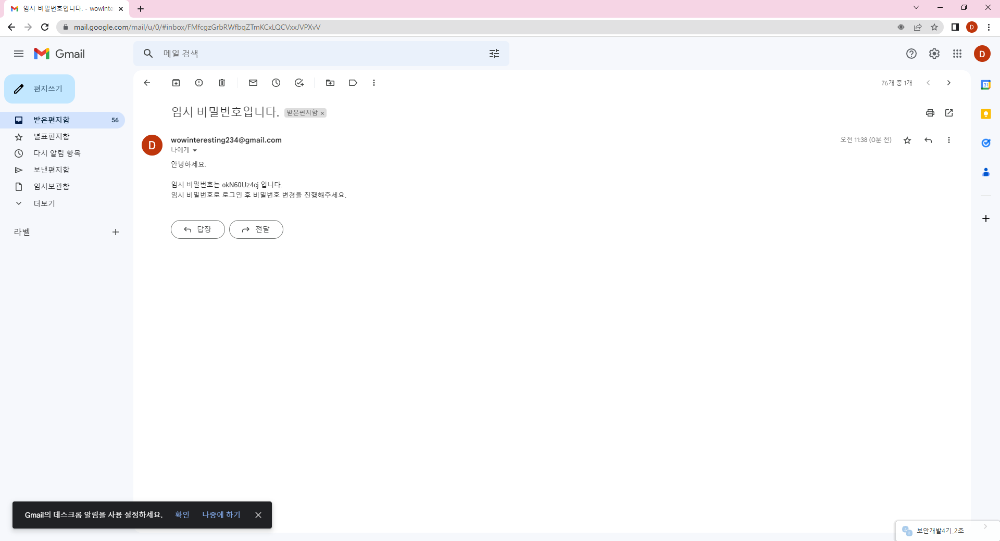 임시 비밀번호입니다. - wowinte
mail.google.com/mail/u/0/#inbox/FMfcgzGrbRWfbqZTmKCxLQCVxxJVPXvV
D
Gmail
메일 검색
D
편지쓰기
76개 중 1개
31
받은편지함 56
별표편지함
다시 알림 항목
보낸편지함
임시보관함
더보기
라벨
임시 비밀번호입니다. 받은편지함 ×
D
wowinteresting234@gmail.com
오전 11:38 (0분 전)
나에게
안녕하세요.
임시 비밀번호는 okN60Uz4cj 입니다.
임시 비밀번호로 로그인 후 비밀번호 변경을 진행해주세요.
답장
전달
Gmail의 데스크톱 알림을 사용 설정하세요. 확인 나중에 하기
보안개발4기_2조